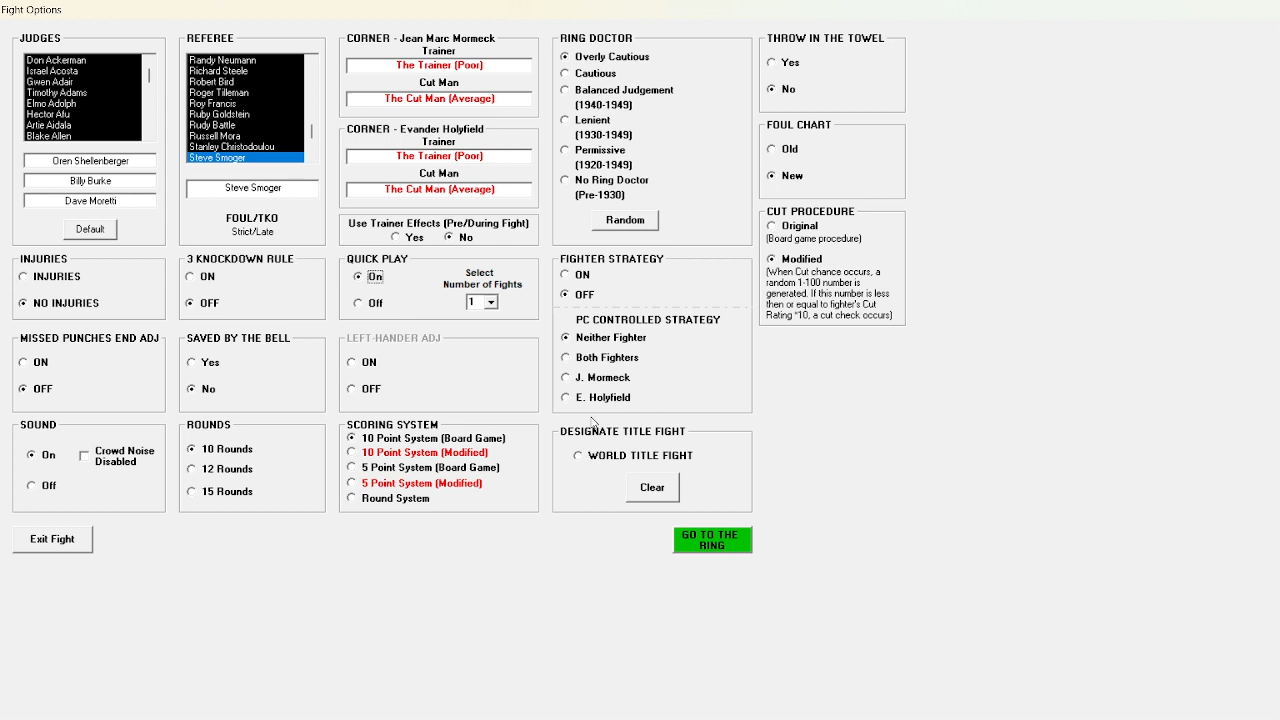 Fight Options
JUDGES
Don Ackerman
Israel Acosta
Gwen Adair
Timothy Adams
Elmo Adolph
Hector Afu
Artie Aidala
Blake Allen
Oren Shellenberger
Billy Burke
Dave Moretti
Default
REFEREE
Randy Neumann
Richard Steele
Robert Bird
Roger Tilleman
Roy Francis
Ruby Goldstein
Rudy Battle
Russell Mora
Stanley Christodoulou
Steve Smoger
Steve Smoger
FOUL/TKO
Strict/Late
CORNER - Jean Marc Mormeck
Trainer
The Trainer (Poor)
Cut Man
The Cut Man (Average)
CORNER - Evander Holyfield
Trainer
The Trainer (Poor)
Cut Man
The Cut Man (Average)
Use Trainer Effects (Pre/During Fight)
Yes No
RING DOCTOR
Overly Cautious
Cautious
Balanced Judgement
(1940-1949)
Lenient
(1930-1949)
Permissive
(1920-1949)
No Ring Doctor
(Pre-1930)
Random
THROW IN THE TOWEL
Yes
No
FOUL CHART
Old
New
CUT PROCEDURE
Original
(Board game procedure)
Modified
(When Cut chance occurs, a
random 1-100 number is
generated. If this number is less
then or equal to fighter's Cut
Rating *10, a cut check occurs)
INJURIES
INJURIES
NO INJURIES
3 KNOCKDOWN RULE
ON
OFF
QUICK PLAY
On
Off
Select
Number of Fights
1
FIGHTER STRATEGY
ON
OFF
PC CONTROLLED STRATEGY
Neither Fighter
Both Fighters
J. Mormeck
E. Holyfield
MISSED PUNCHES END ADJ
ON
OFF
SAVED BY THE BELL
Yes
No
LEFT-HANDER ADJ
ON
OFF
SOUND
On
Off
Crowd Noise
Disabled
ROUNDS
10 Rounds
12 Rounds
15 Rounds
SCORING SYSTEM
10 Point System (Board Game)
10 Point System (Modified)
5 Point System (Board Game)
5 Point System (Modified)
Round System
DESIGNATE TITLE FIGHT
WORLD TITLE FIGHT
Clear
Exit Fight
GO TO THE
RING